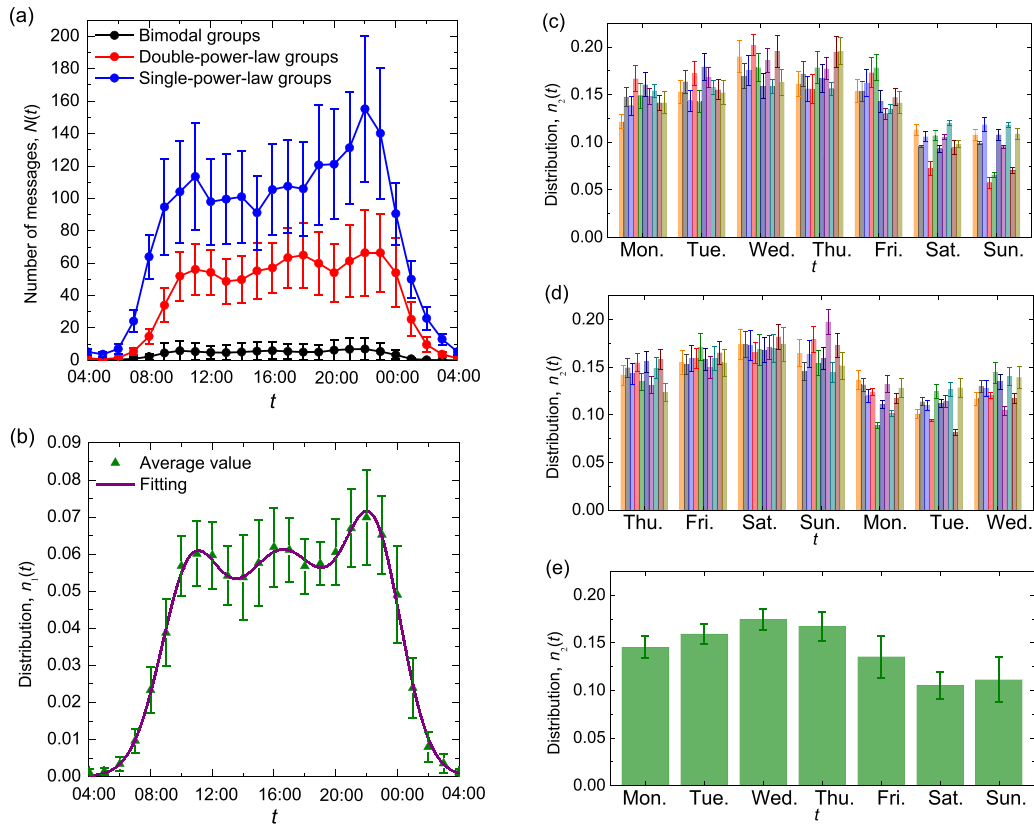 (a)
Number of messages, N(t)
200
180
160
140
120
100
80
60
40
20
0
Bimodal groups
Double-power-law groups
Single-power-law groups
04:00 08:00 12:00 16:00 20:00 00:00 04:00
t
(b)
Distribution, n₁(t)
0.09
0.08
0.07
0.06
0.05
0.04
0.03
0.02
0.01
0.00
Average value
Fitting
04:00 08:00 12:00 16:00 20:00 00:00 04:00
t
(c)
Distribution, n₂(t)
0.20
0.15
0.10
0.05
0.00
Mon. Tue. Wed. Thu. Fri. Sat. Sun.
t
(d)
Distribution, n₂(t)
0.20
0.15
0.10
0.05
0.00
Thu. Fri. Sat. Sun. Mon. Tue. Wed.
t
(e)
Distribution, n₂(t)
0.20
0.15
0.10
0.05
0.00
Mon. Tue. Wed. Thu. Fri. Sat. Sun.
t